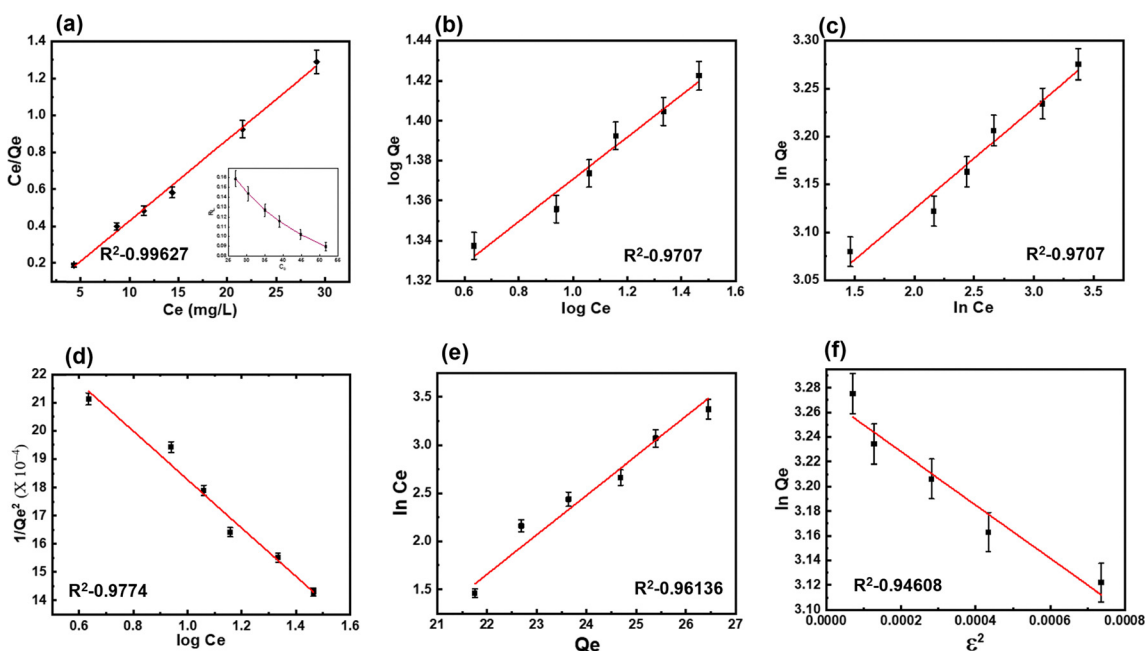 (a)
1.4
1.2
1.0
0.8
0.6
0.4
0.2
Ce/Qe
5 10 15 20 25 30
Ce (mg/L)
R²-0.99627
R_L
C₀
(b)
1.44
1.42
1.40
1.38
1.36
1.34
1.32
log Qe
0.6 0.8 1.0 1.2 1.4 1.6
log Ce
R²-0.9707
(c)
3.30
3.25
3.20
3.15
3.10
3.05
ln Qe
1.5 2.0 2.5 3.0 3.5
ln Ce
R²-0.9707
(d)
22
21
20
19
18
17
16
15
14
1/Qe² (X 10⁻⁴)
0.6 0.8 1.0 1.2 1.4 1.6
log Ce
R²-0.9774
(e)
4.0
3.5
3.0
2.5
2.0
1.5
ln Ce
21 22 23 24 25 26 27
Qe
R²-0.96136
(f)
3.28
3.26
3.24
3.22
3.20
3.18
3.16
3.14
3.12
3.10
ln Qe
0.0000 0.0002 0.0004 0.0006 0.0008
ε²
R²-0.94608